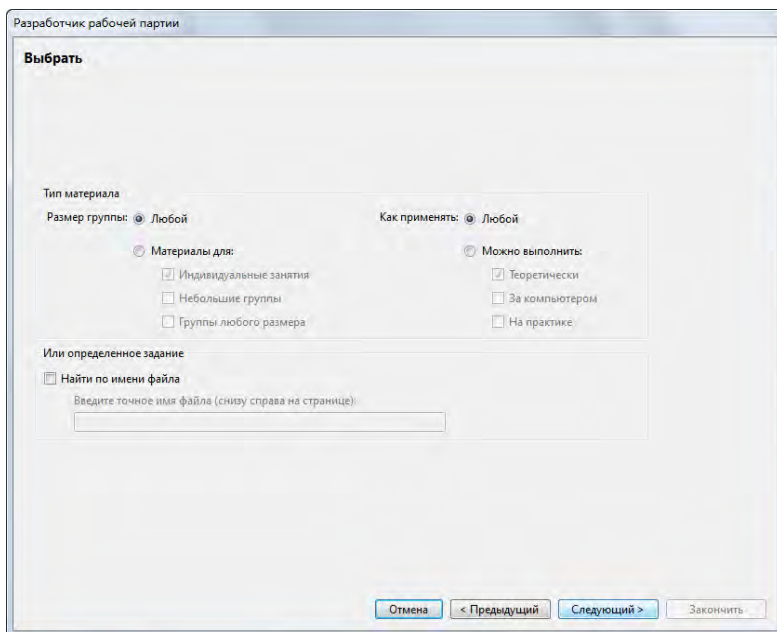 Разработчик рабочей партии
Выбрать
Тип материала
Размер группы: Любой Как применять: Любой
Материалы для: Можно выполнить:
Индивидуальные занятия Теоретически
Небольшие группы За компьютером
Группы любого размера На практике
Или определенное задание
Найти по имени файла
Введите точное имя файла (снизу справа на странице):
Отмена < Предыдущий Следующий > Закончить